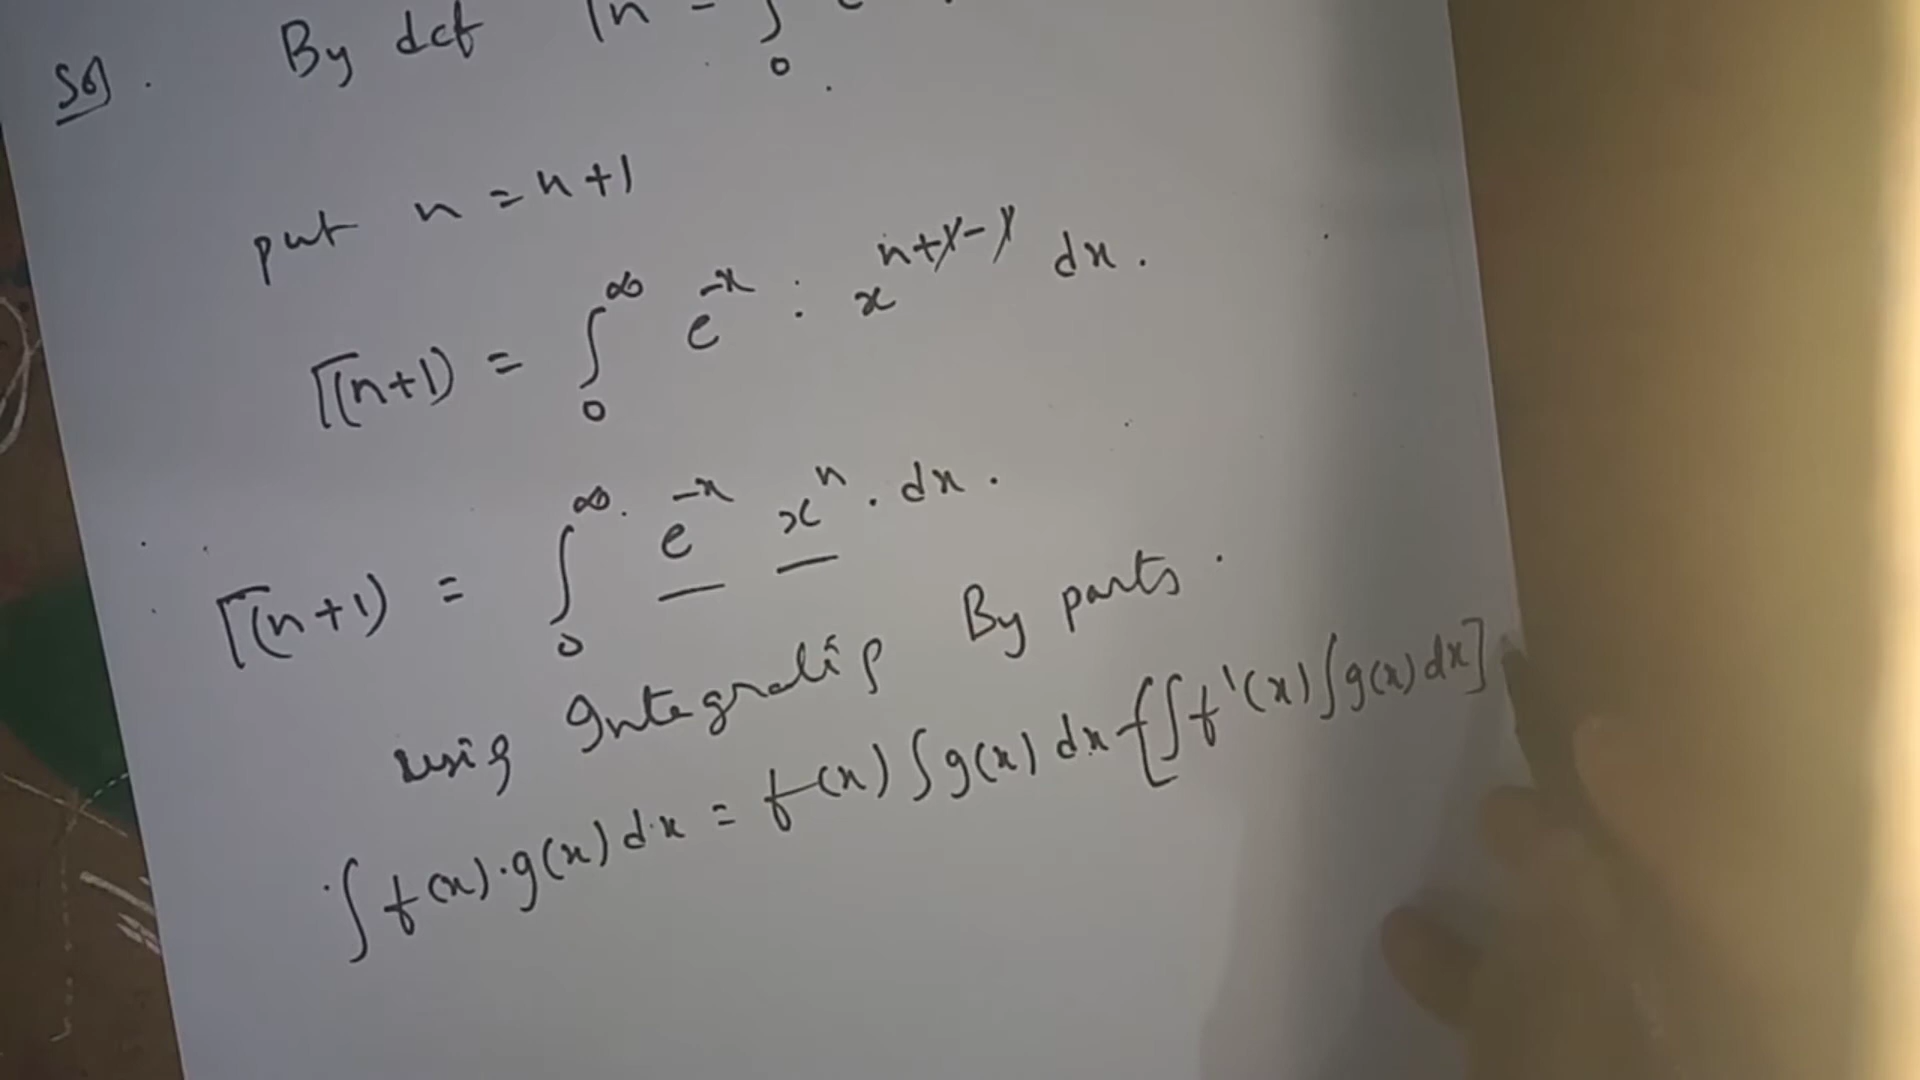 Sol. By def Γn = ∫₀
put n = n+1
Γ(n+1) = ∫₀^∞ e^{-x} · x^{n+1-1} dx.
Γ(n+1) = ∫₀^∞ e^{-x} x^n . dx.
using Integratig By parts.
∫ f(x)·g(x) dx = f(x) ∫g(x) dx - [∫f'(x) ∫g(x) dx]